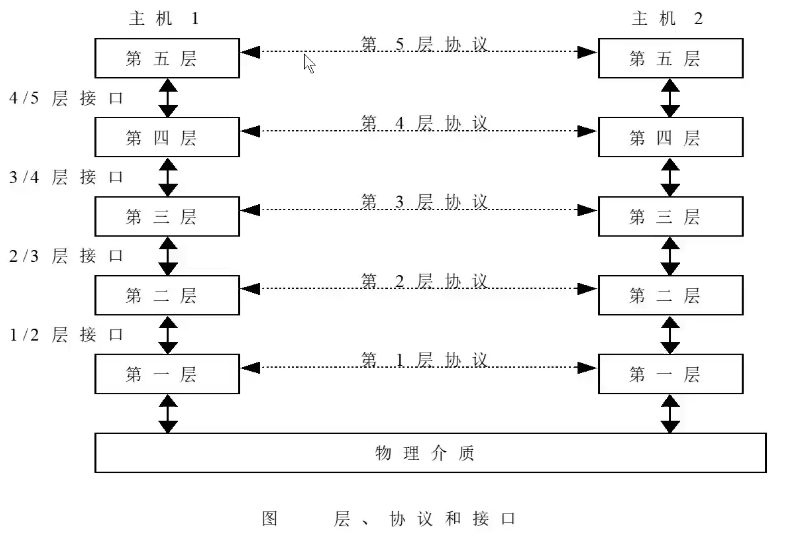 主机 1 主机 2
第五层 第 5 层协议 第五层
4/5 层接口
第四层 第 4 层协议 第四层
3/4 层接口
第三层 第 3 层协议 第三层
2/3 层接口
第二层 第 2 层协议 第二层
1/2 层接口
第一层 第 1 层协议 第一层
物理介质
图 层、协议和接口